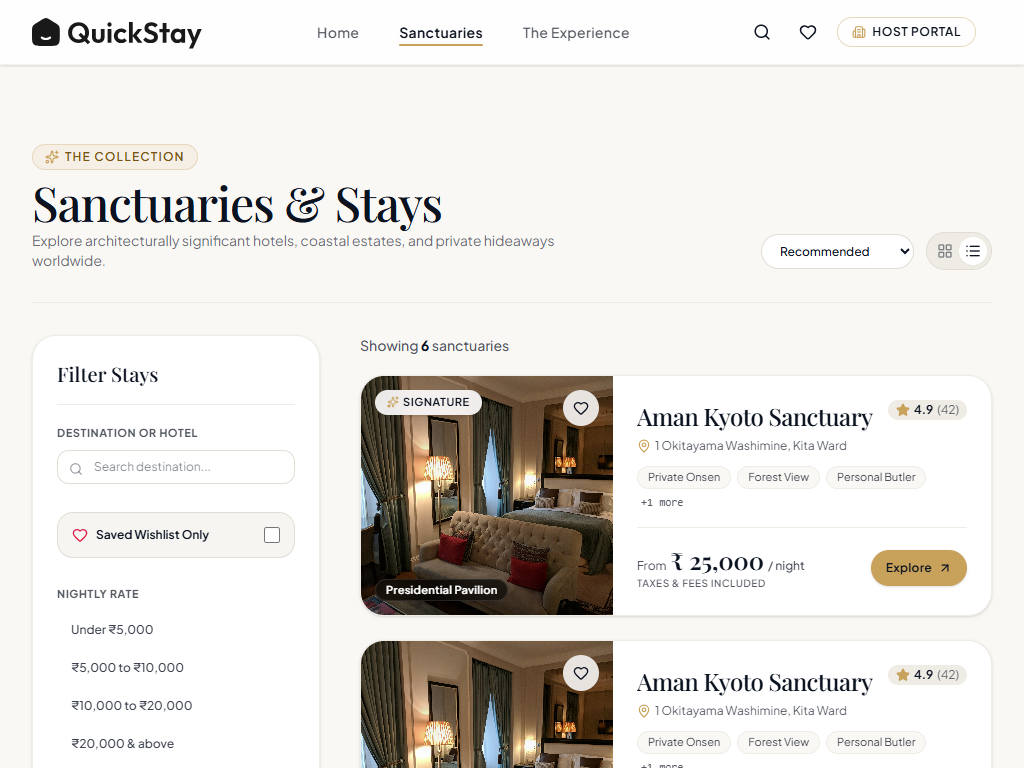 QuickStay
Home
Sanctuaries
The Experience
HOST PORTAL
THE COLLECTION
Sanctuaries & Stays
Explore architecturally significant hotels, coastal estates, and private hideaways
worldwide.
Recommended
Filter Stays
DESTINATION OR HOTEL
Search destination...
Saved Wishlist Only
NIGHTLY RATE
Under ₹5,000
₹5,000 to ₹10,000
₹10,000 to ₹20,000
₹20,000 & above
Showing 6 sanctuaries
SIGNATURE
Presidential Pavilion
Aman Kyoto Sanctuary
4.9 (42)
1 Okitayama Washimine, Kita Ward
Private Onsen
Forest View
Personal Butler
+1 more
From ₹ 25,000 / night
TAXES & FEES INCLUDED
Explore
Aman Kyoto Sanctuary
4.9 (42)
1 Okitayama Washimine, Kita Ward
Private Onsen
Forest View
Personal Butler
+1 more